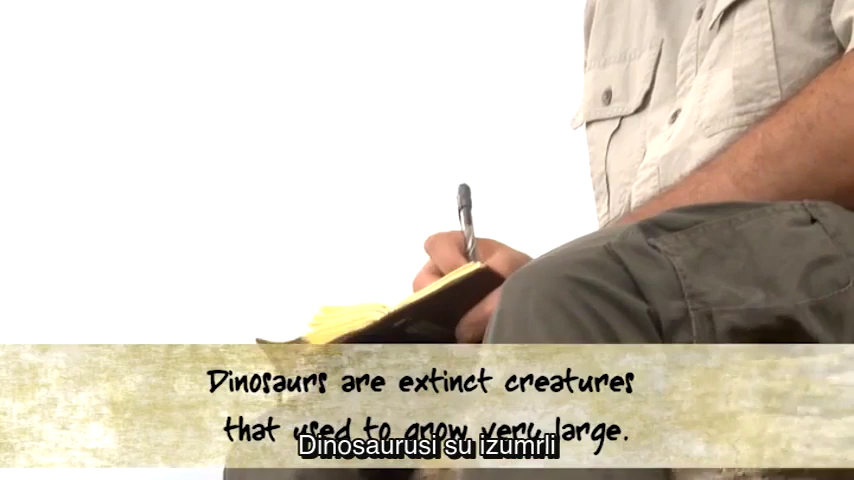 Dinosaurs are extinct creatures
that used to grow very large.
Dinosaurusi su izumrli